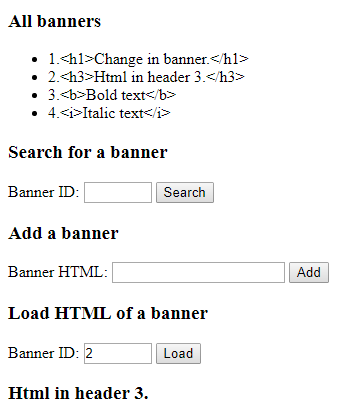 All banners
1.<h1>Change in banner.</h1>
2.<h3>Html in header 3.</h3>
3.<b>Bold text</b>
4.<i>Italic text</i>
Search for a banner
Banner ID: Search
Add a banner
Banner HTML: Add
Load HTML of a banner
Banner ID: 2 Load
Html in header 3.